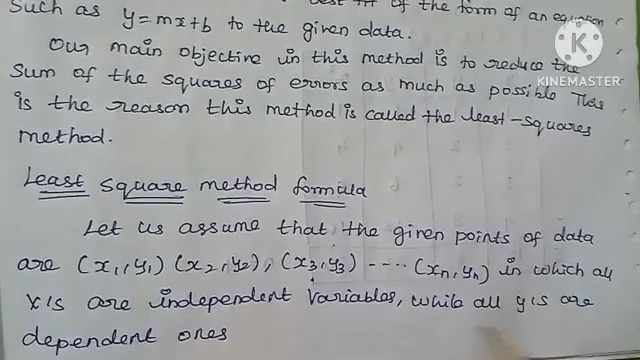 Such as y=mx+b to the given data.
best fit of the form of an equation
Our main objective in this method is to reduce the
sum of the squares of errors as much as possible This
is the reason this method is called the least-squares
method.
Least square method formula
Let us assume that the given points of data
are (x1,y1) (x2,y2), (x3,y3) ---- (xn,yn) in which all
x's are independent variables, while all y's are
dependent ones
KINEMASTER